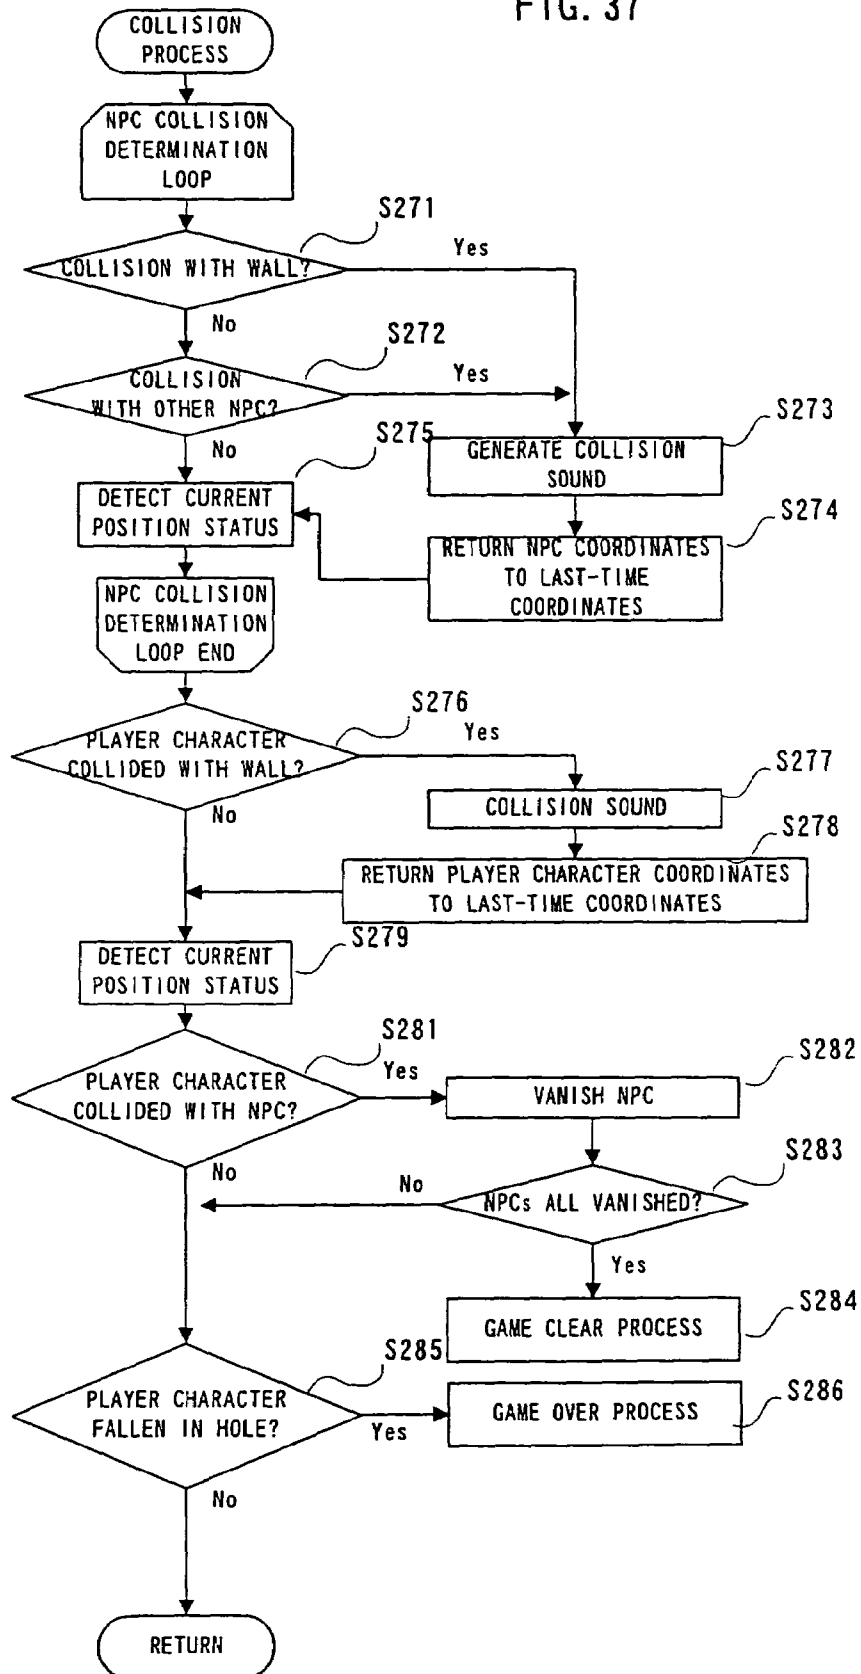 FIG. 37
COLLISION
PROCESS
NPC COLLISION
DETERMINATION
LOOP
S271
COLLISION WITH WALL?
Yes
No
S272
COLLISION
WITH OTHER NPC?
Yes
No
S273
GENERATE COLLISION
SOUND
S275
DETECT CURRENT
POSITION STATUS
S274
RETURN NPC COORDINATES
TO LAST-TIME
COORDINATES
NPC COLLISION
DETERMINATION
LOOP END
S276
PLAYER CHARACTER
COLLIDED WITH WALL?
Yes
No
S277
COLLISION SOUND
S278
RETURN PLAYER CHARACTER COORDINATES
TO LAST-TIME COORDINATES
S279
DETECT CURRENT
POSITION STATUS
S281
PLAYER CHARACTER
COLLIDED WITH NPC?
Yes
No
S282
VANISH NPC
S283
NPCs ALL VANISHED?
No
Yes
S284
GAME CLEAR PROCESS
S285
PLAYER CHARACTER
FALLEN IN HOLE?
Yes
No
S286
GAME OVER PROCESS
RETURN